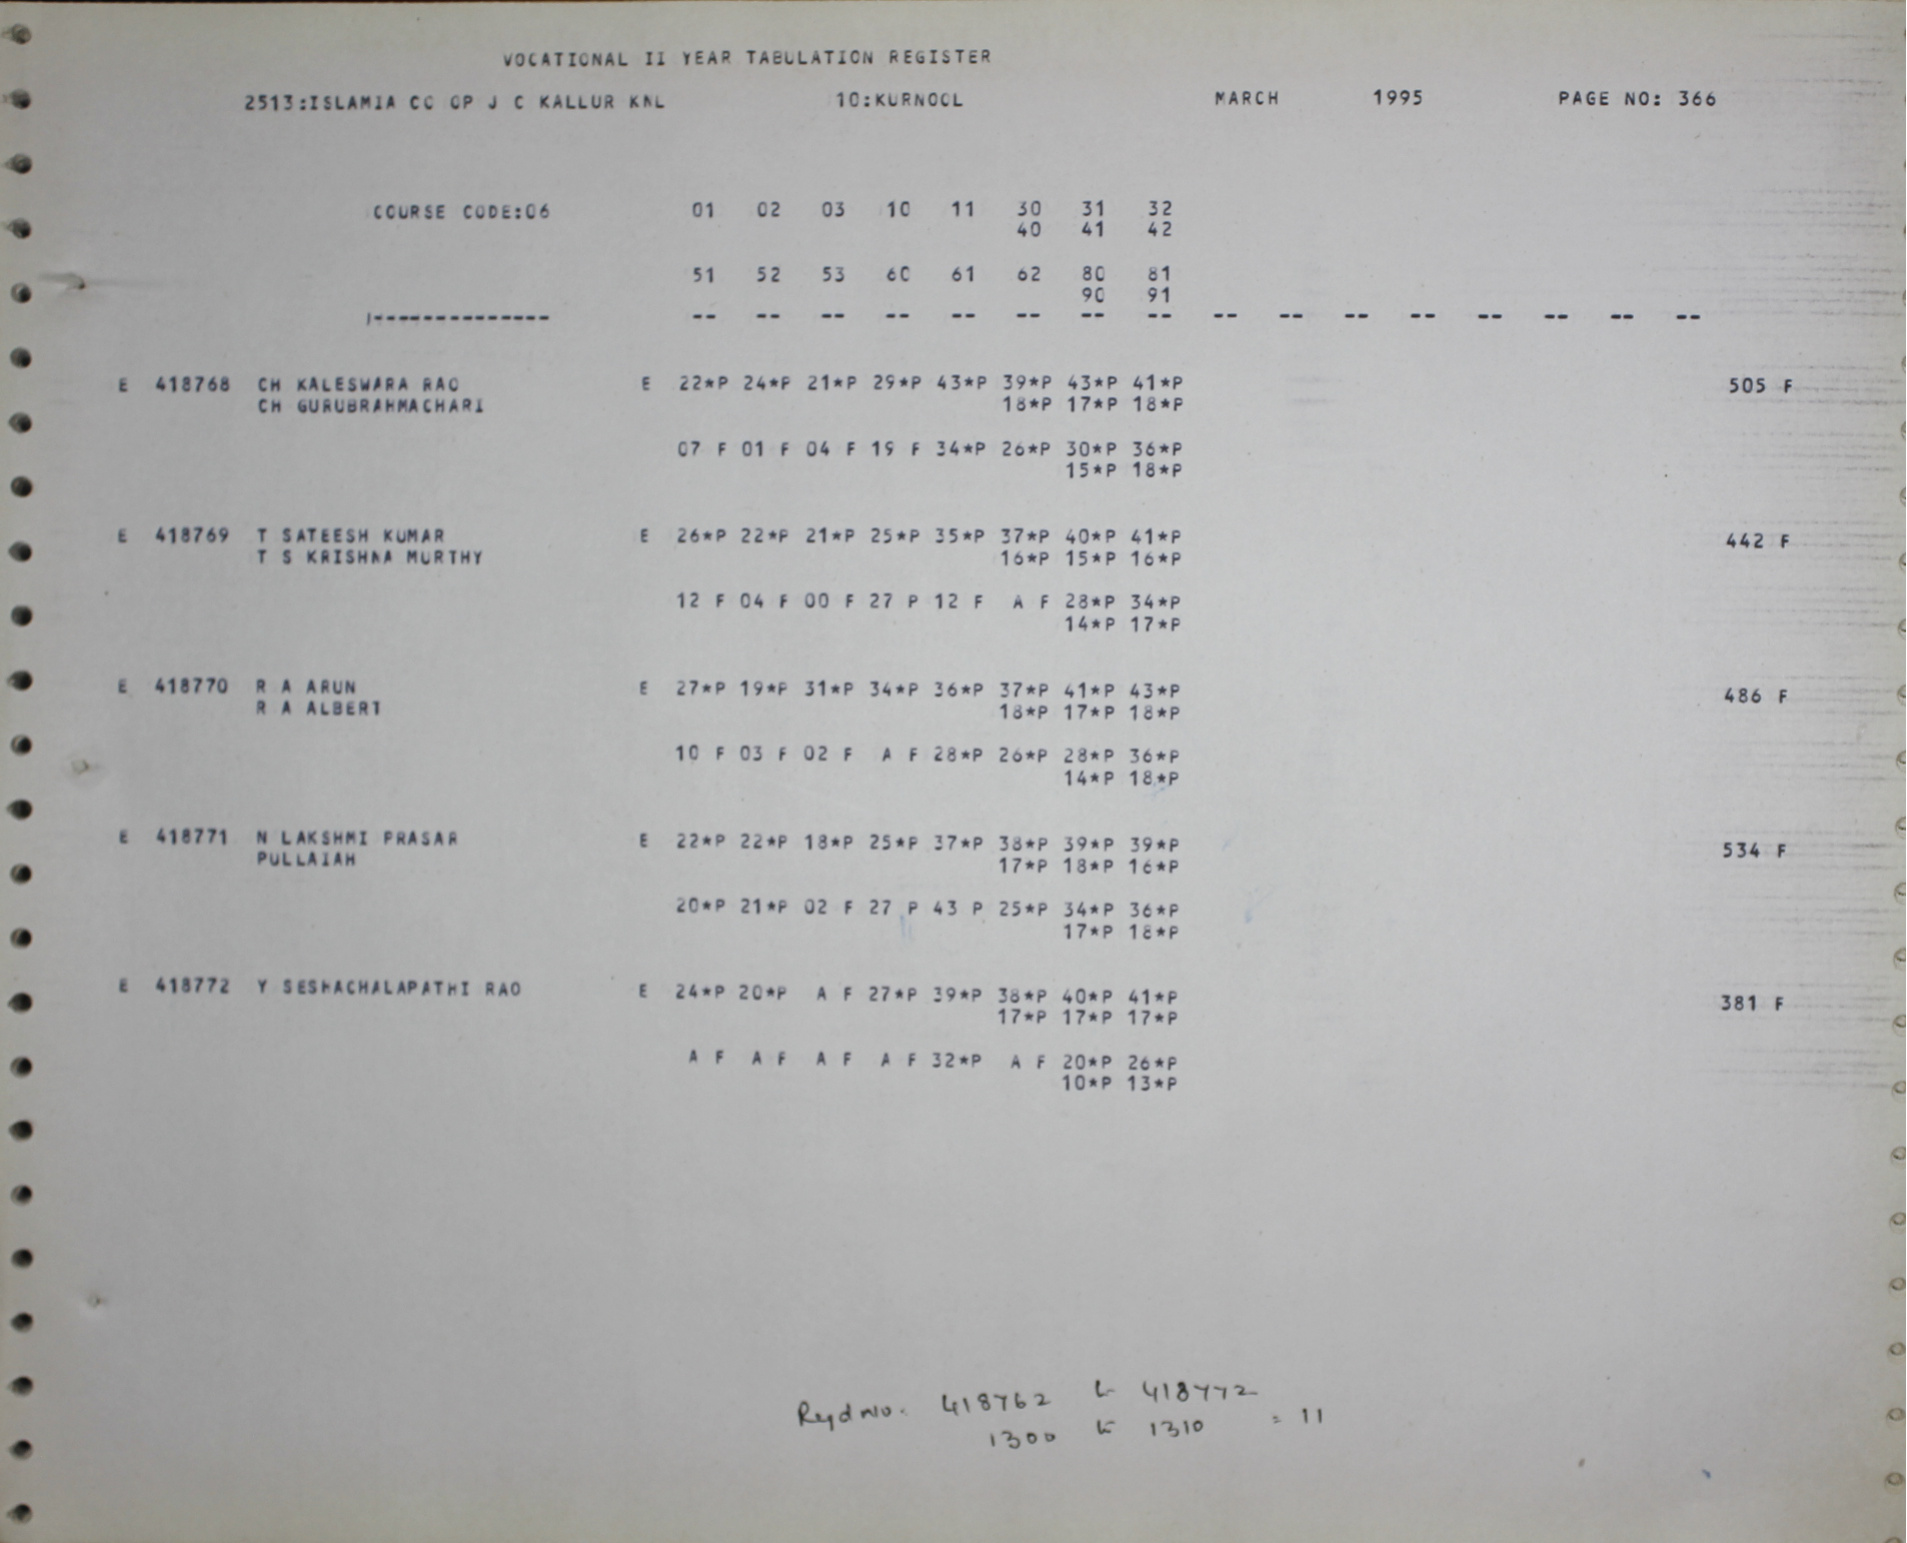 VOCATIONAL II YEAR TABULATION REGISTER
2513:ISLAMIA CO OP J C KALLUR KNL 10:KURNOOL MARCH 1995 PAGE NO: 366
COURSE CODE:06 01 02 03 10 11 30 31 32
40 41 42
51 52 53 60 61 62 80 81
90 91
|-------------- -- -- -- -- -- -- -- -- -- -- -- -- -- -- -- --
E 418768 CH KALESWARA RAO E 22*P 24*P 21*P 29*P 43*P 39*P 43*P 41*P 505 F
CH GURUBRAHMACHARI 18*P 17*P 18*P
07 F 01 F 04 F 19 F 34*P 26*P 30*P 36*P
15*P 18*P
E 418769 T SATEESH KUMAR E 26*P 22*P 21*P 25*P 35*P 37*P 40*P 41*P 442 F
T S KRISHNA MURTHY 16*P 15*P 16*P
12 F 04 F 00 F 27 P 12 F A F 28*P 34*P
14*P 17*P
E 418770 R A ARUN E 27*P 19*P 31*P 34*P 36*P 37*P 41*P 43*P 486 F
R A ALBERT 18*P 17*P 18*P
10 F 03 F 02 F A F 28*P 26*P 28*P 36*P
14*P 18*P
E 418771 N LAKSHMI PRASAR E 22*P 22*P 18*P 25*P 37*P 38*P 39*P 39*P 534 F
PULLAIAH 17*P 18*P 16*P
20*P 21*P 02 F 27 P 43 P 25*P 34*P 36*P
17*P 18*P
E 418772 Y SESHACHALAPATHI RAO E 24*P 20*P A F 27*P 39*P 38*P 40*P 41*P 381 F
17*P 17*P 17*P
A F A F A F A F 32*P A F 20*P 26*P
10*P 13*P
Regd No. 418762 to 418772
1300 to 1310 = 11